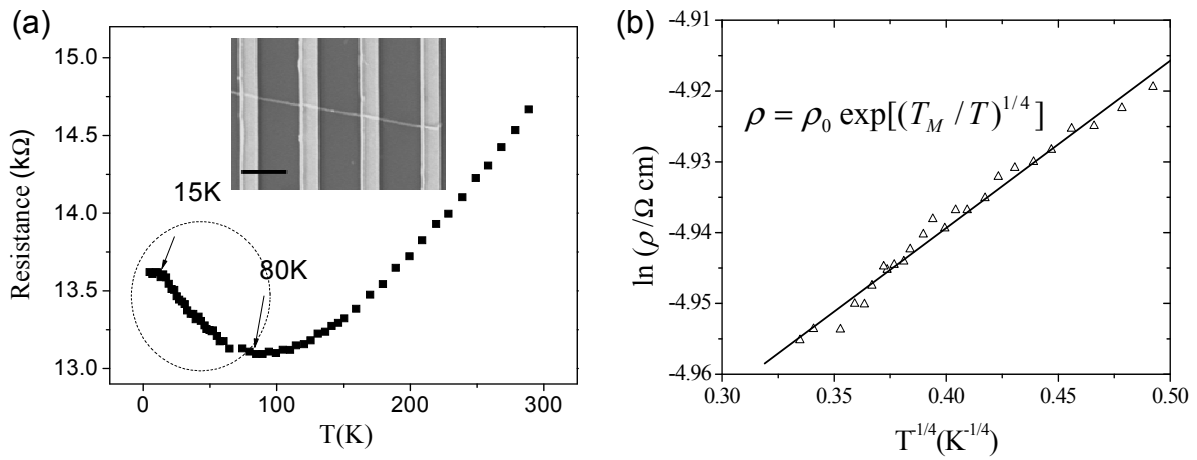 (a)
15.0
14.5
14.0
13.5
13.0
Resistance (kΩ)
15K
80K
0
100
200
300
T(K)
(b)
-4.91
-4.92
-4.93
-4.94
-4.95
-4.96
ln (ρ/Ω cm)
ρ = ρ₀ exp[(T_M / T)^{1/4}]
0.30
0.35
0.40
0.45
0.50
T^{1/4}(K^{-1/4})